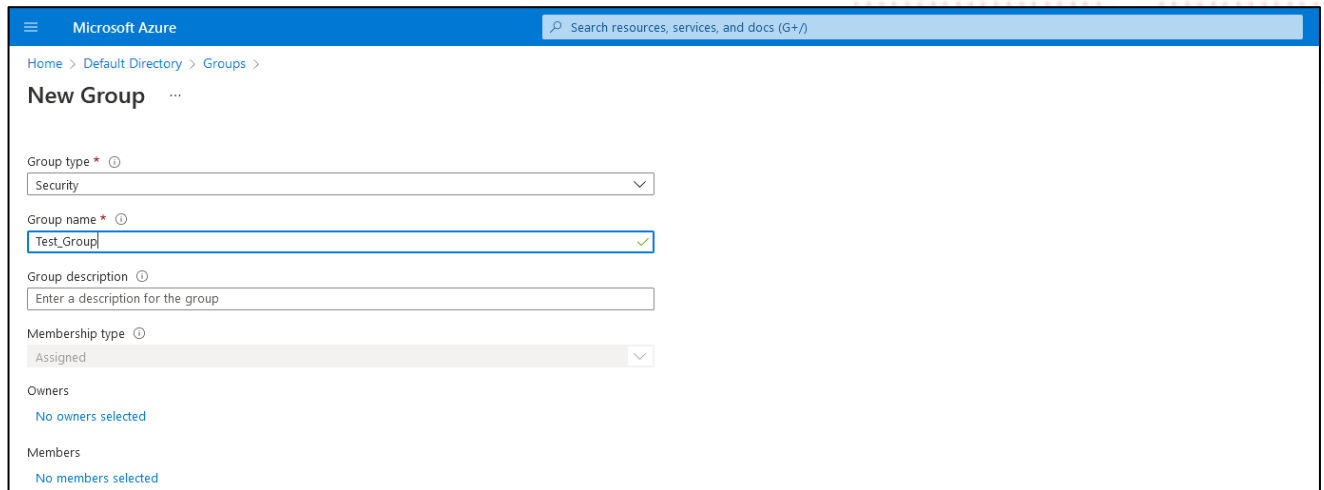 Microsoft Azure
Search resources, services, and docs (G+/)
Home > Default Directory > Groups >
New Group ...
Group type *
Security
Group name *
Test_Group
Group description
Enter a description for the group
Membership type
Assigned
Owners
No owners selected
Members
No members selected